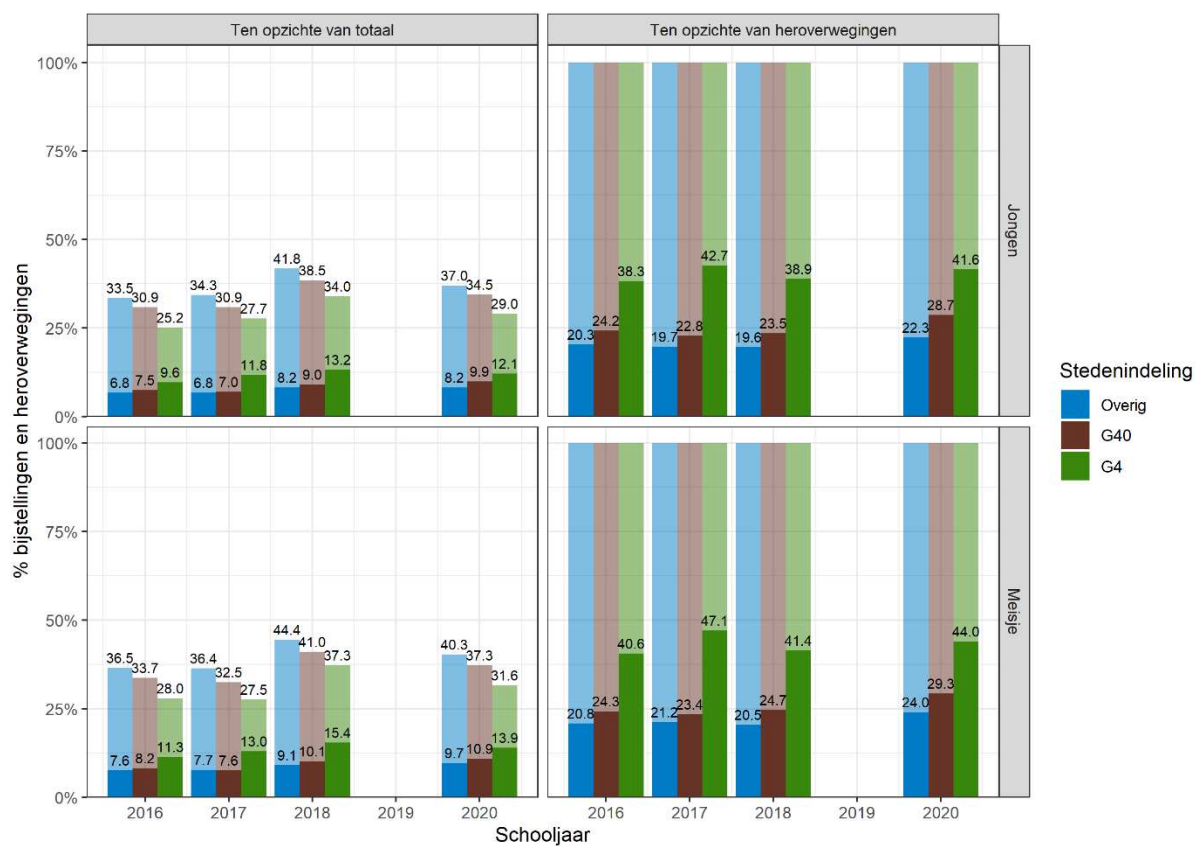 Ten opzichte van totaal
Ten opzichte van heroverwegingen
% bijstellingen en heroverwegingen
100%
75%
50%
25%
0%
33.5 30.9 25.2 34.3 30.9 27.7 41.8 38.5 34.0 37.0 34.5 29.0
6.8 7.5 9.6 6.8 7.0 11.8 8.2 9.0 13.2 8.2 9.9 12.1
20.3 24.2 38.3 19.7 22.8 42.7 19.6 23.5 38.9 22.3 28.7 41.6
Jongen
100%
75%
50%
25%
0%
36.5 33.7 28.0 36.4 32.5 27.5 44.4 41.0 37.3 40.3 37.3 31.6
7.6 8.2 11.3 7.7 7.6 13.0 9.1 10.1 15.4 9.7 10.9 13.9
20.8 24.3 40.6 21.2 23.4 47.1 20.5 24.7 41.4 24.0 29.3 44.0
Meisje
2016 2017 2018 2019 2020
2016 2017 2018 2019 2020
Schooljaar
Stedenindeling
Overig
G40
G4